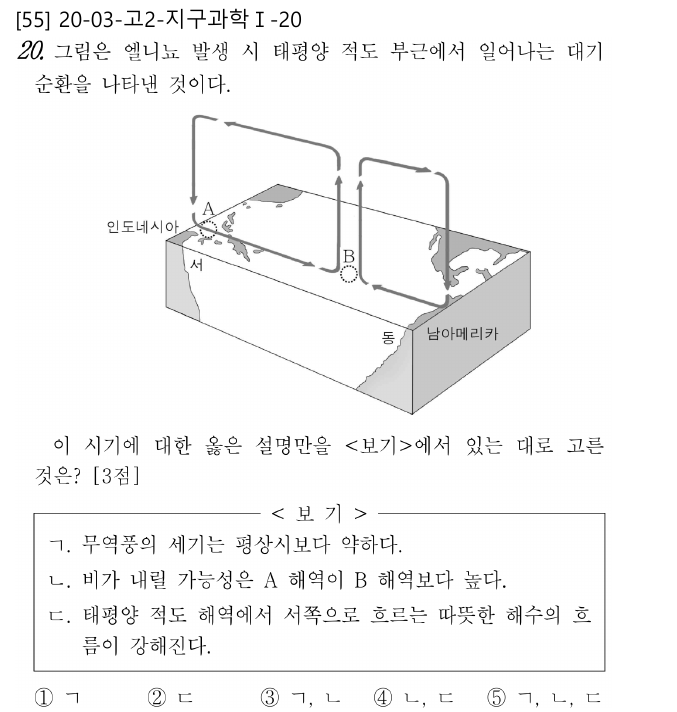 [55] 20-03-고2-지구과학Ⅰ-20
20. 그림은 엘니뇨 발생 시 태평양 적도 부근에서 일어나는 대기
순환을 나타낸 것이다.
A
인도네시아
B
서
동
남아메리카
이 시기에 대한 옳은 설명만을 <보기>에서 있는 대로 고른
것은? [3점]
< 보 기 >
ㄱ. 무역풍의 세기는 평상시보다 약하다.
ㄴ. 비가 내릴 가능성은 A 해역이 B 해역보다 높다.
ㄷ. 태평양 적도 해역에서 서쪽으로 흐르는 따뜻한 해수의 흐
름이 강해진다.
① ㄱ ② ㄷ ③ ㄱ, ㄴ ④ ㄴ, ㄷ ⑤ ㄱ, ㄴ, ㄷ